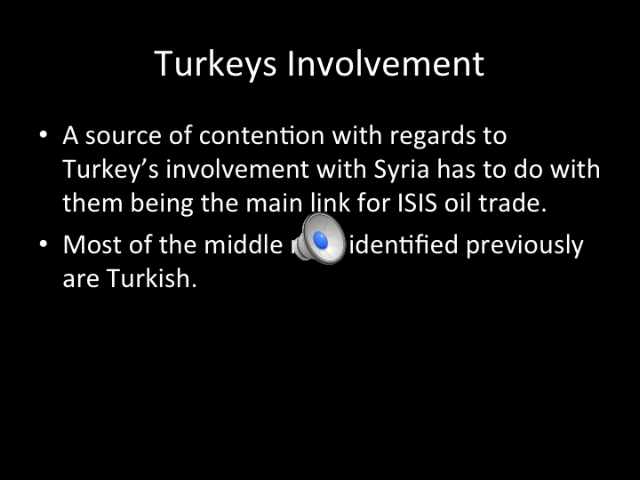 Turkeys Involvement
• A source of contention with regards to
Turkey’s involvement with Syria has to do with
them being the main link for ISIS oil trade.
• Most of the middle identified previously
are Turkish.